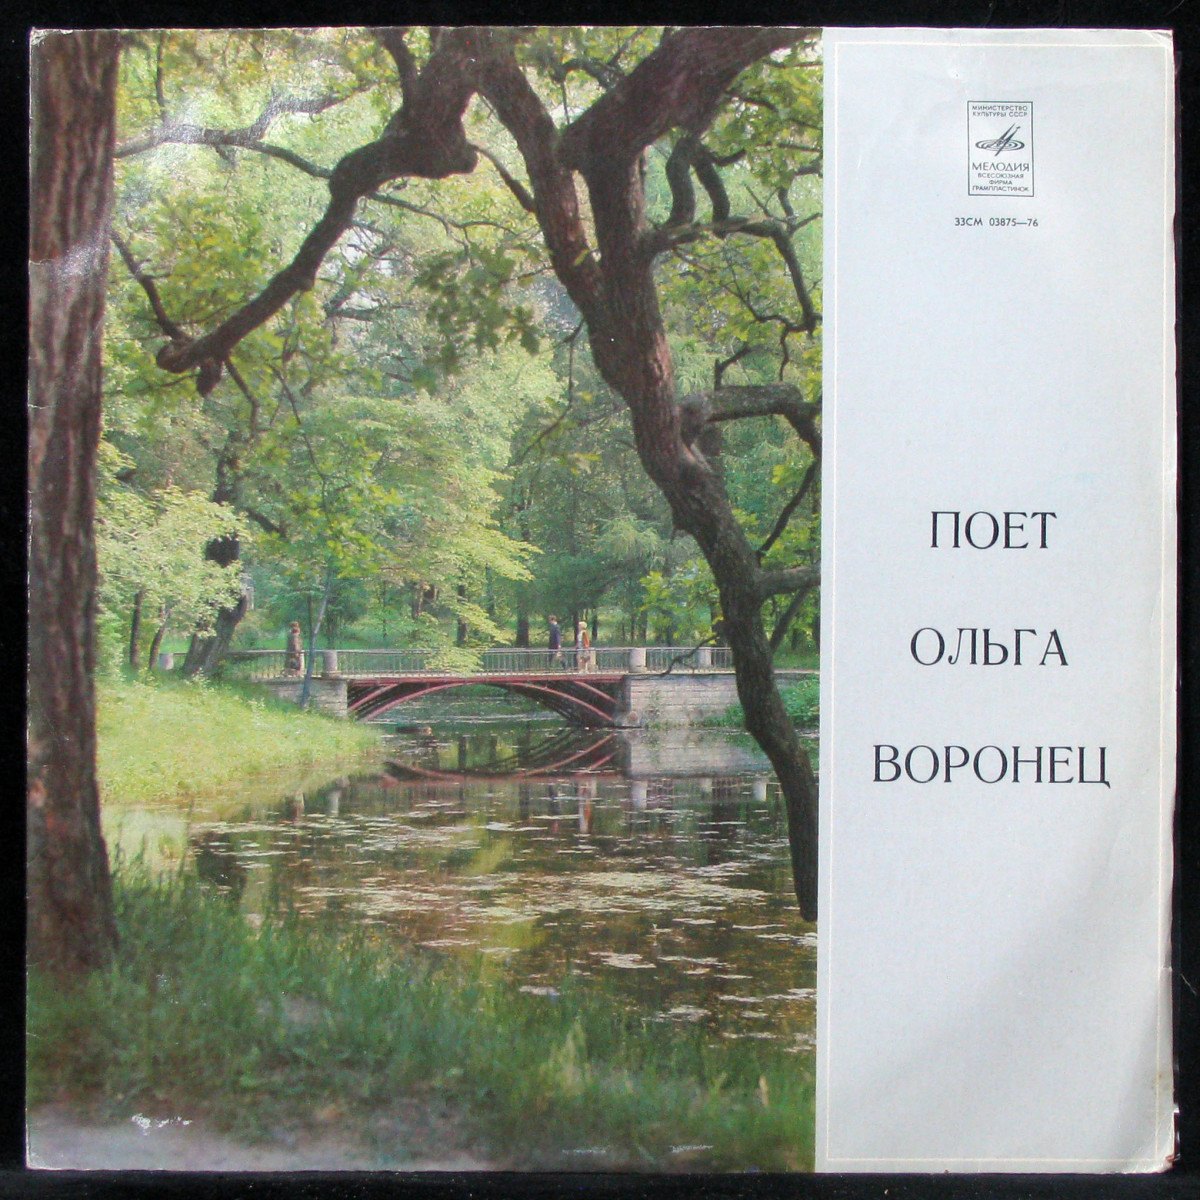 МИНИСТЕРСТВО
КУЛЬТУРЫ СССР
МЕЛОДИЯ
ВСЕСОЮЗНАЯ
ФИРМА
ГРАМПЛАСТИНОК
33СМ 03875—76
ПОЕТ
ОЛЬГА
ВОРОНЕЦ